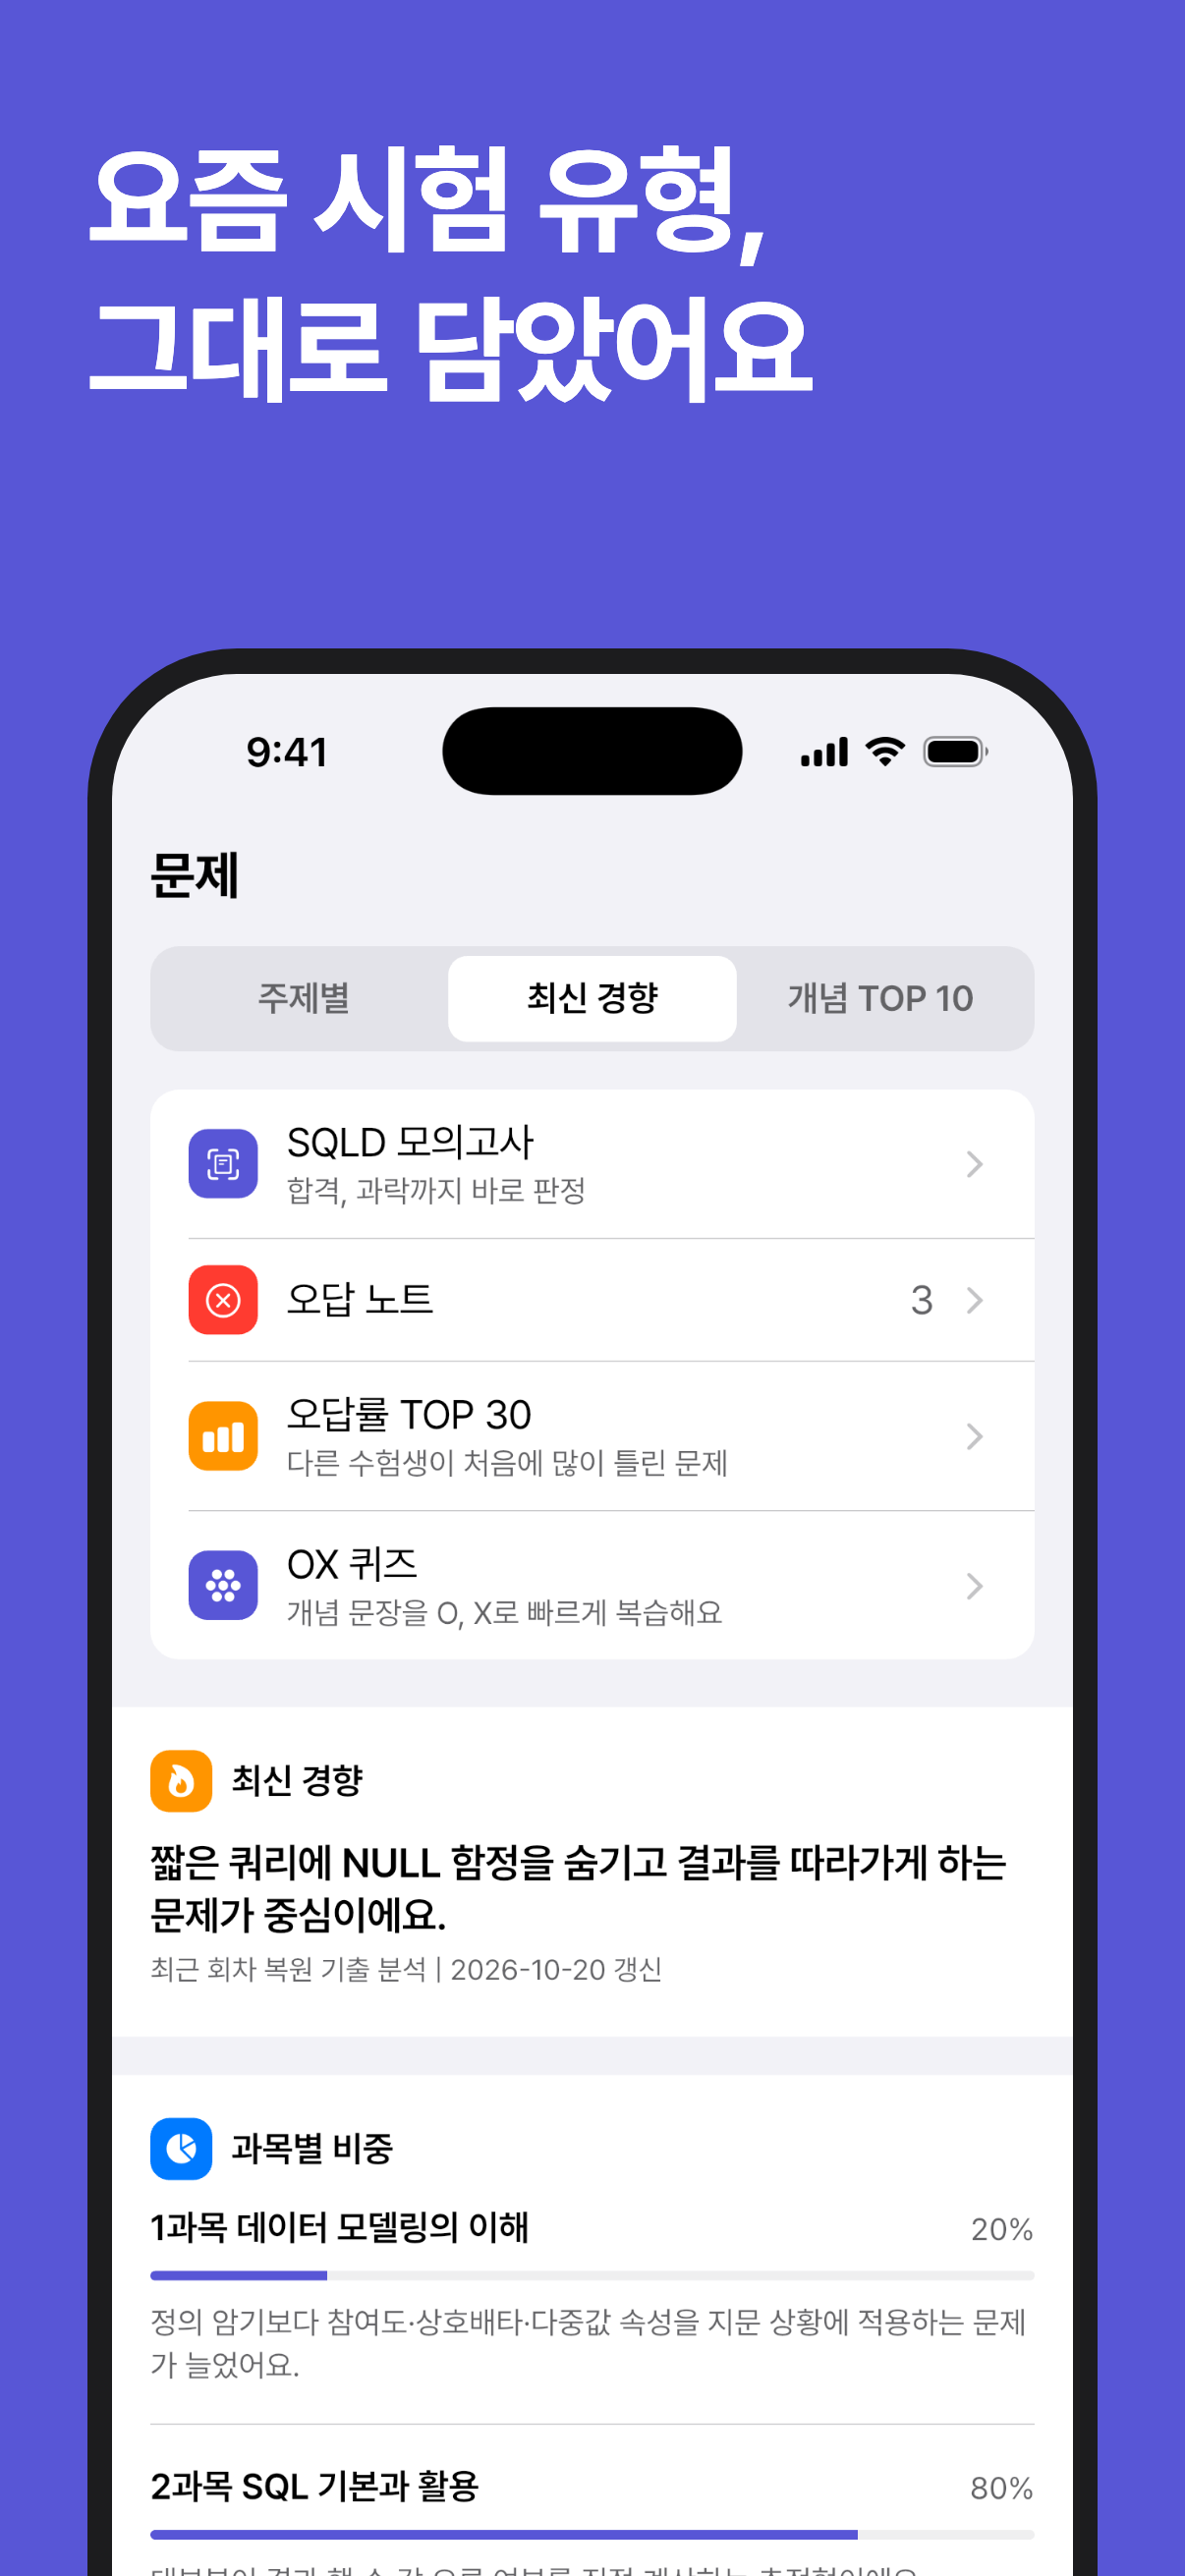 요즘 시험 유형,
그대로 담았어요
9:41
문제
주제별
최신 경향
개념 TOP 10
SQLD 모의고사
합격, 과락까지 바로 판정
오답 노트
3
오답률 TOP 30
다른 수험생이 처음에 많이 틀린 문제
OX 퀴즈
개념 문장을 O, X로 빠르게 복습해요
최신 경향
짧은 쿼리에 NULL 함정을 숨기고 결과를 따라가게 하는
문제가 중심이에요.
최근 회차 복원 기출 분석 | 2026-10-20 갱신
과목별 비중
1과목 데이터 모델링의 이해
20%
정의 암기보다 참여도·상호배타·다중값 속성을 지문 상황에 적용하는 문제
가 늘었어요.
2과목 SQL 기본과 활용
80%